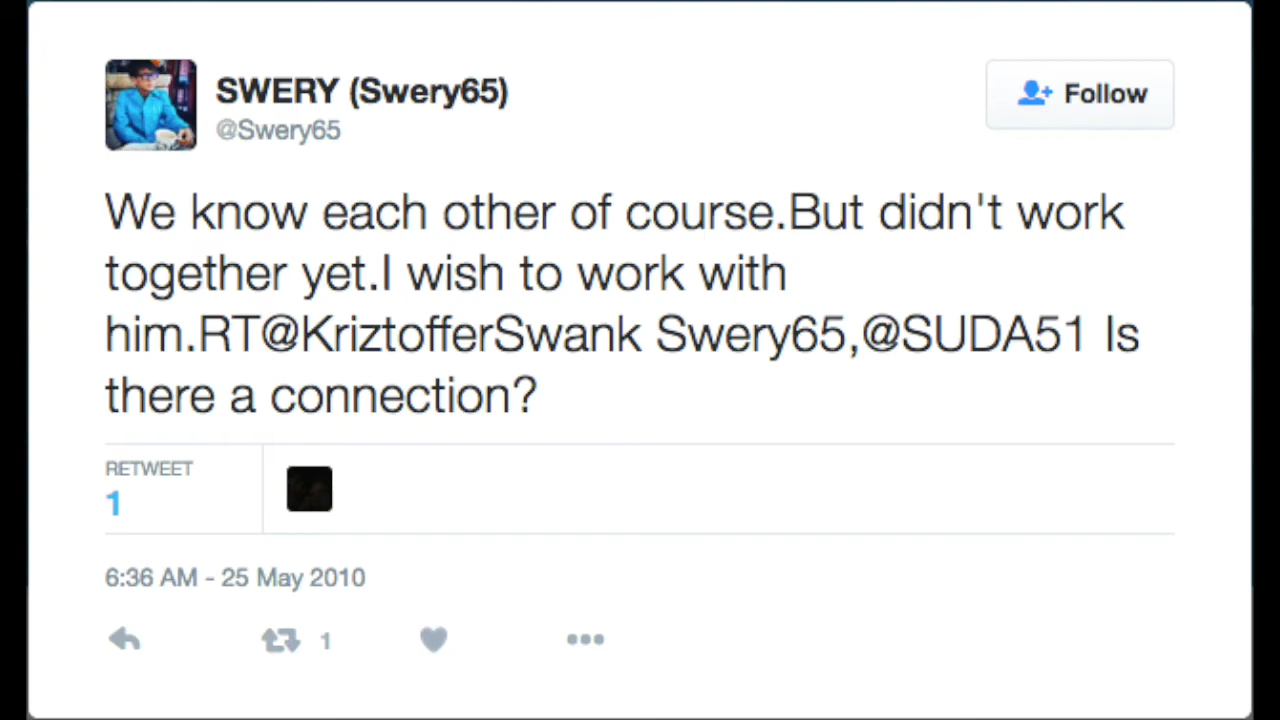 SWERY (Swery65)
@Swery65
Follow
We know each other of course.But didn't work
together yet.I wish to work with
him.RT@KriztofferSwank Swery65,@SUDA51 Is
there a connection?
RETWEET
1
6:36 AM - 25 May 2010
1